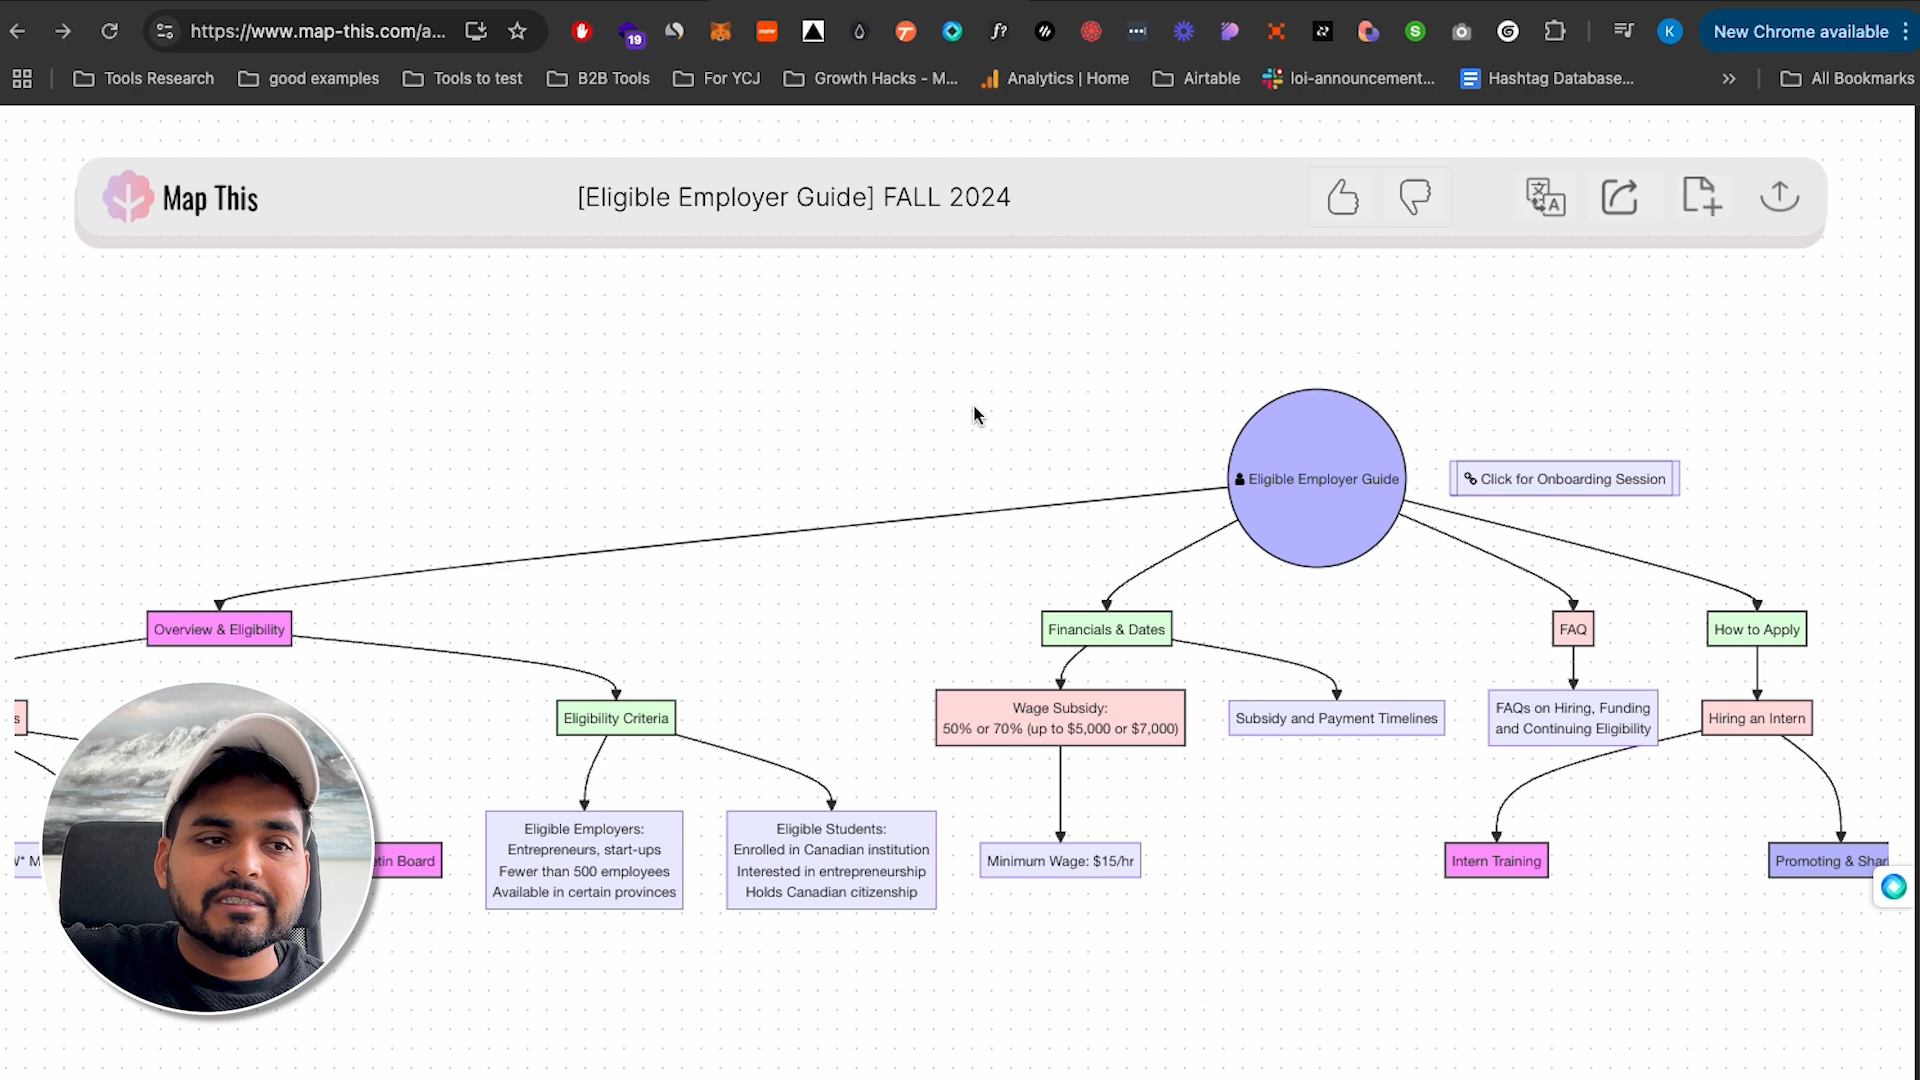 https://www.map-this.com/a...
19
K
New Chrome available
Tools Research
good examples
Tools to test
B2B Tools
For YCJ
Growth Hacks - M...
Analytics | Home
Airtable
loi-announcement...
Hashtag Database...
All Bookmarks
Map This
[Eligible Employer Guide] FALL 2024
Eligible Employer Guide
Click for Onboarding Session
Overview & Eligibility
Financials & Dates
FAQ
How to Apply
s
Eligibility Criteria
Wage Subsidy:
50% or 70% (up to $5,000 or $7,000)
Subsidy and Payment Timelines
FAQs on Hiring, Funding
and Continuing Eligibility
Hiring an Intern
tin Board
Eligible Employers:
Entrepreneurs, start-ups
Fewer than 500 employees
Available in certain provinces
Eligible Students:
Enrolled in Canadian institution
Interested in entrepreneurship
Holds Canadian citizenship
Minimum Wage: $15/hr
Intern Training
Promoting & Shar